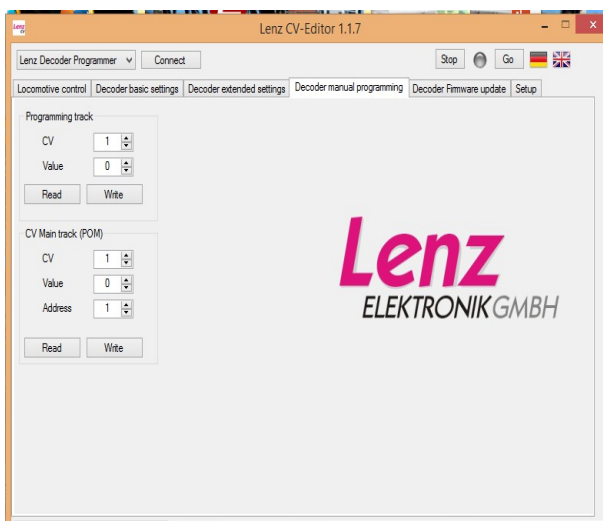 Lenz CV-Editor 1.1.7
Lenz Decoder Programmer Connect Stop Go
Locomotive control Decoder basic settings Decoder extended settings Decoder manual programming Decoder Firmware update Setup
Programming track
CV 1
Value 0
Read Write
CV Main track (POM)
CV 1
Value 0
Address 1
Read Write
Lenz
ELEKTRONIK GMBH